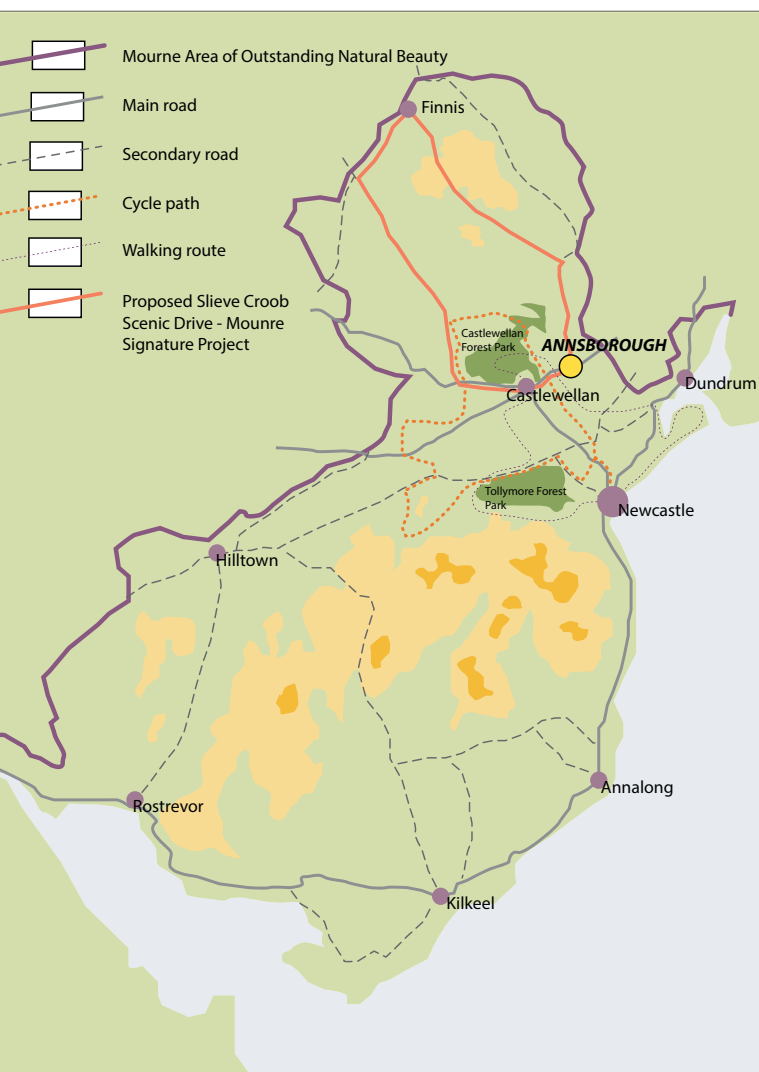 Mourne Area of Outstanding Natural Beauty
Main road
Secondary road
Cycle path
Walking route
Proposed Slieve Croob
Scenic Drive - Mounre
Signature Project
Finnis
Castlewellan
Forest Park
ANNSBOROUGH
Dundrum
Castlewellan
Tollymore Forest
Park
Newcastle
Hilltown
Annalong
Rostrevor
Kilkeel